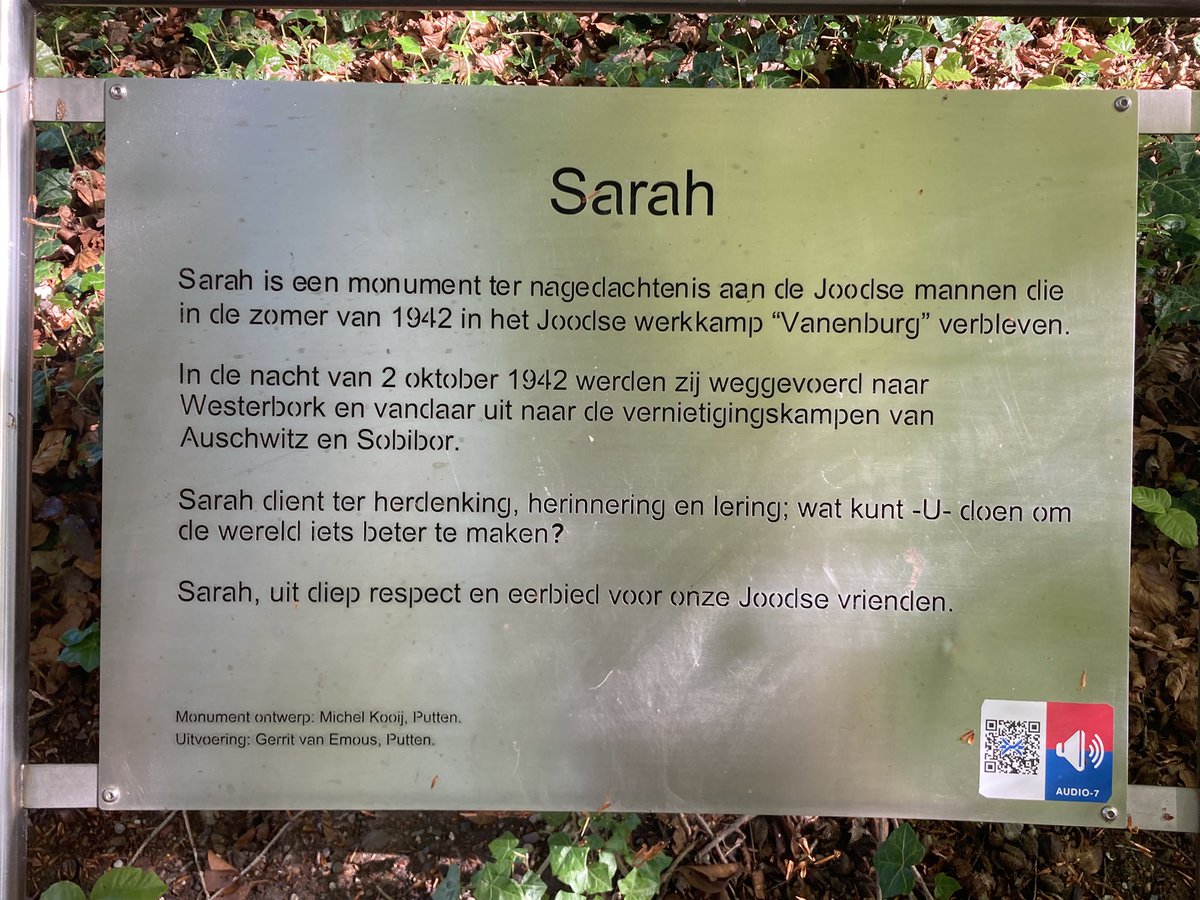 Sarah
Sarah is een monument ter nagedachtenis aan de Joodse mannen die
in de zomer van 1942 in het Joodse werkkamp “Vanenburg” verbleven.
In de nacht van 2 oktober 1942 werden zij weggevoerd naar
Westerbork en vandaar uit naar de vernietigingskampen van
Auschwitz en Sobibor.
Sarah dient ter herdenking, herinnering en lering; wat kunt -U- doen om
de wereld iets beter te maken?
Sarah, uit diep respect en eerbied voor onze Joodse vrienden.
Monument ontwerp: Michel Kooij, Putten.
Uitvoering: Gerrit van Emous, Putten.
AUDIO-7